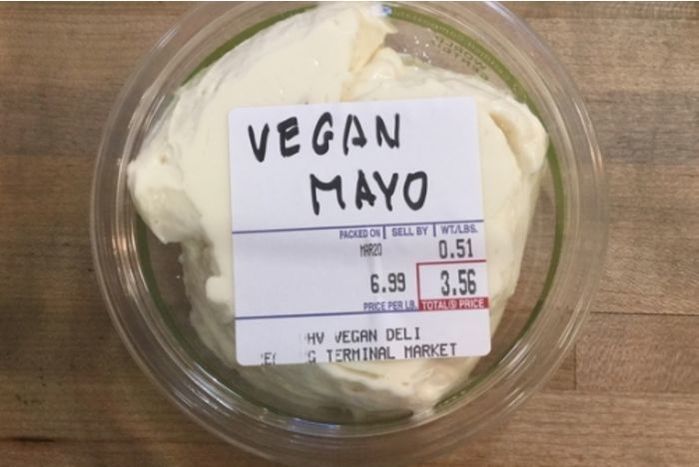 VEGAN
MAYO
PACKED ON SELL BY WT./LBS.
MAR20 0.51
6.99 3.56
PRICE PER LB. TOTAL($) PRICE
HV VEGAN DELI
G TERMINAL MARKET